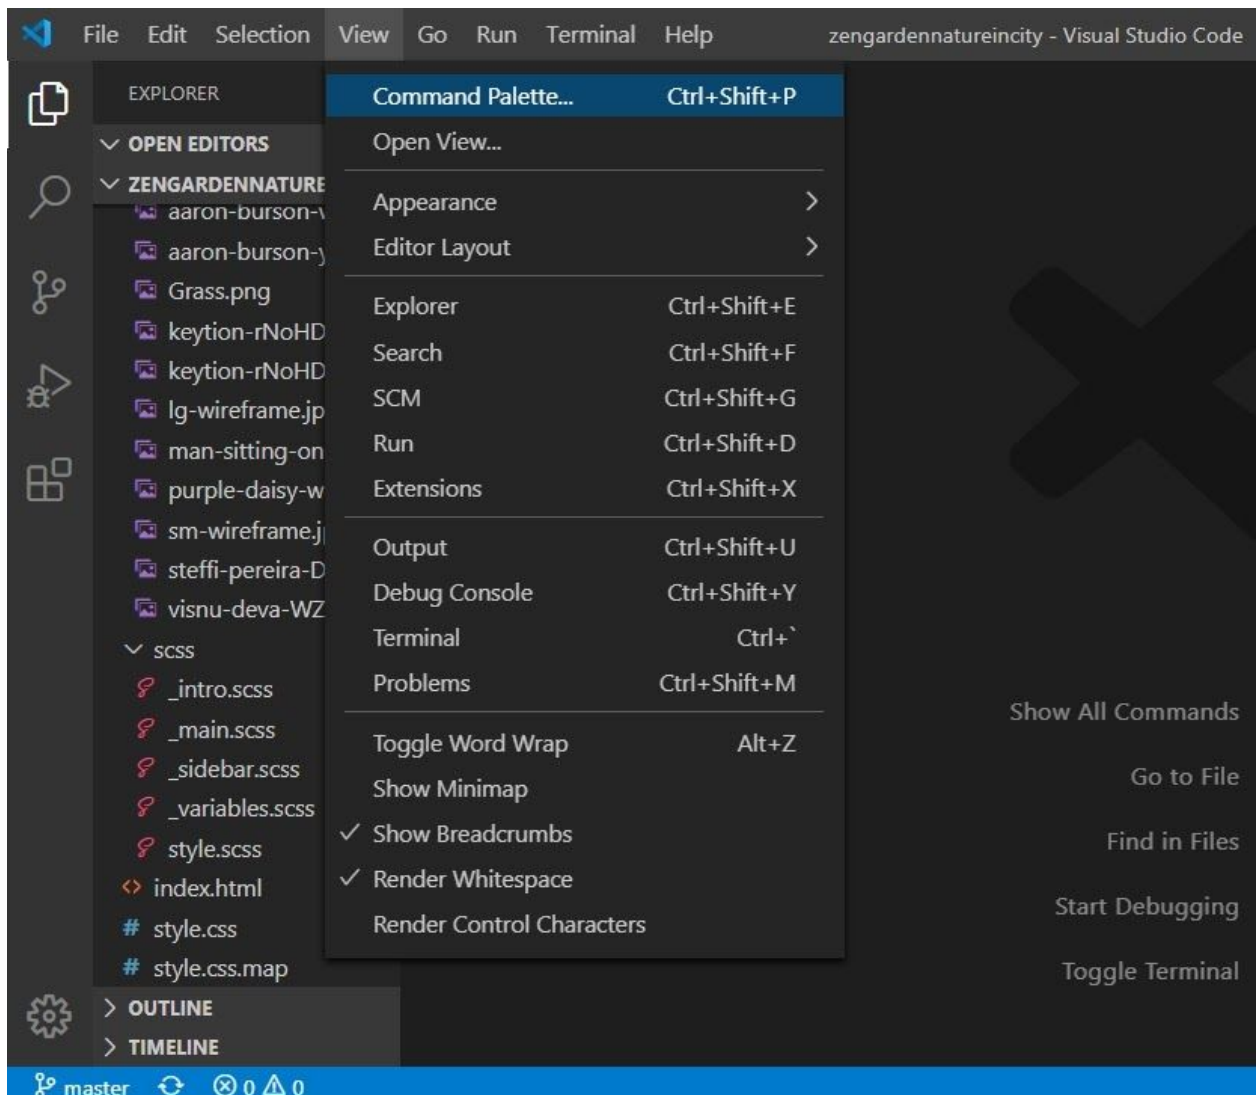 File Edit Selection View Go Run Terminal Help zengardennatureincity - Visual Studio Code
EXPLORER
OPEN EDITORS
ZENGARDENNATURE
aaron-burson-
aaron-burson-y
Grass.png
keytion-rNoHD
keytion-rNoHD
lg-wireframe.jp
man-sitting-on
purple-daisy-w
sm-wireframe.j
steffi-pereira-D
visnu-deva-WZ
scss
_intro.scss
_main.scss
_sidebar.scss
_variables.scss
style.scss
index.html
style.css
style.css.map
OUTLINE
TIMELINE
Command Palette... Ctrl+Shift+P
Open View...
Appearance
Editor Layout
Explorer Ctrl+Shift+E
Search Ctrl+Shift+F
SCM Ctrl+Shift+G
Run Ctrl+Shift+D
Extensions Ctrl+Shift+X
Output Ctrl+Shift+U
Debug Console Ctrl+Shift+Y
Terminal Ctrl+`
Problems Ctrl+Shift+M
Toggle Word Wrap Alt+Z
Show Minimap
Show Breadcrumbs
Render Whitespace
Render Control Characters
Show All Commands
Go to File
Find in Files
Start Debugging
Toggle Terminal
master 0 0